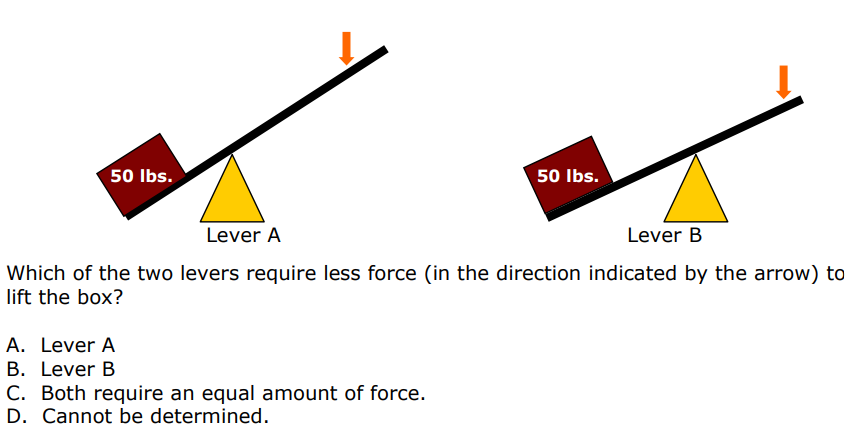 50 lbs.
50 lbs.
Lever A
Lever B
Which of the two levers require less force (in the direction indicated by the arrow) to
lift the box?
A. Lever A
B. Lever B
C. Both require an equal amount of force.
D. Cannot be determined.